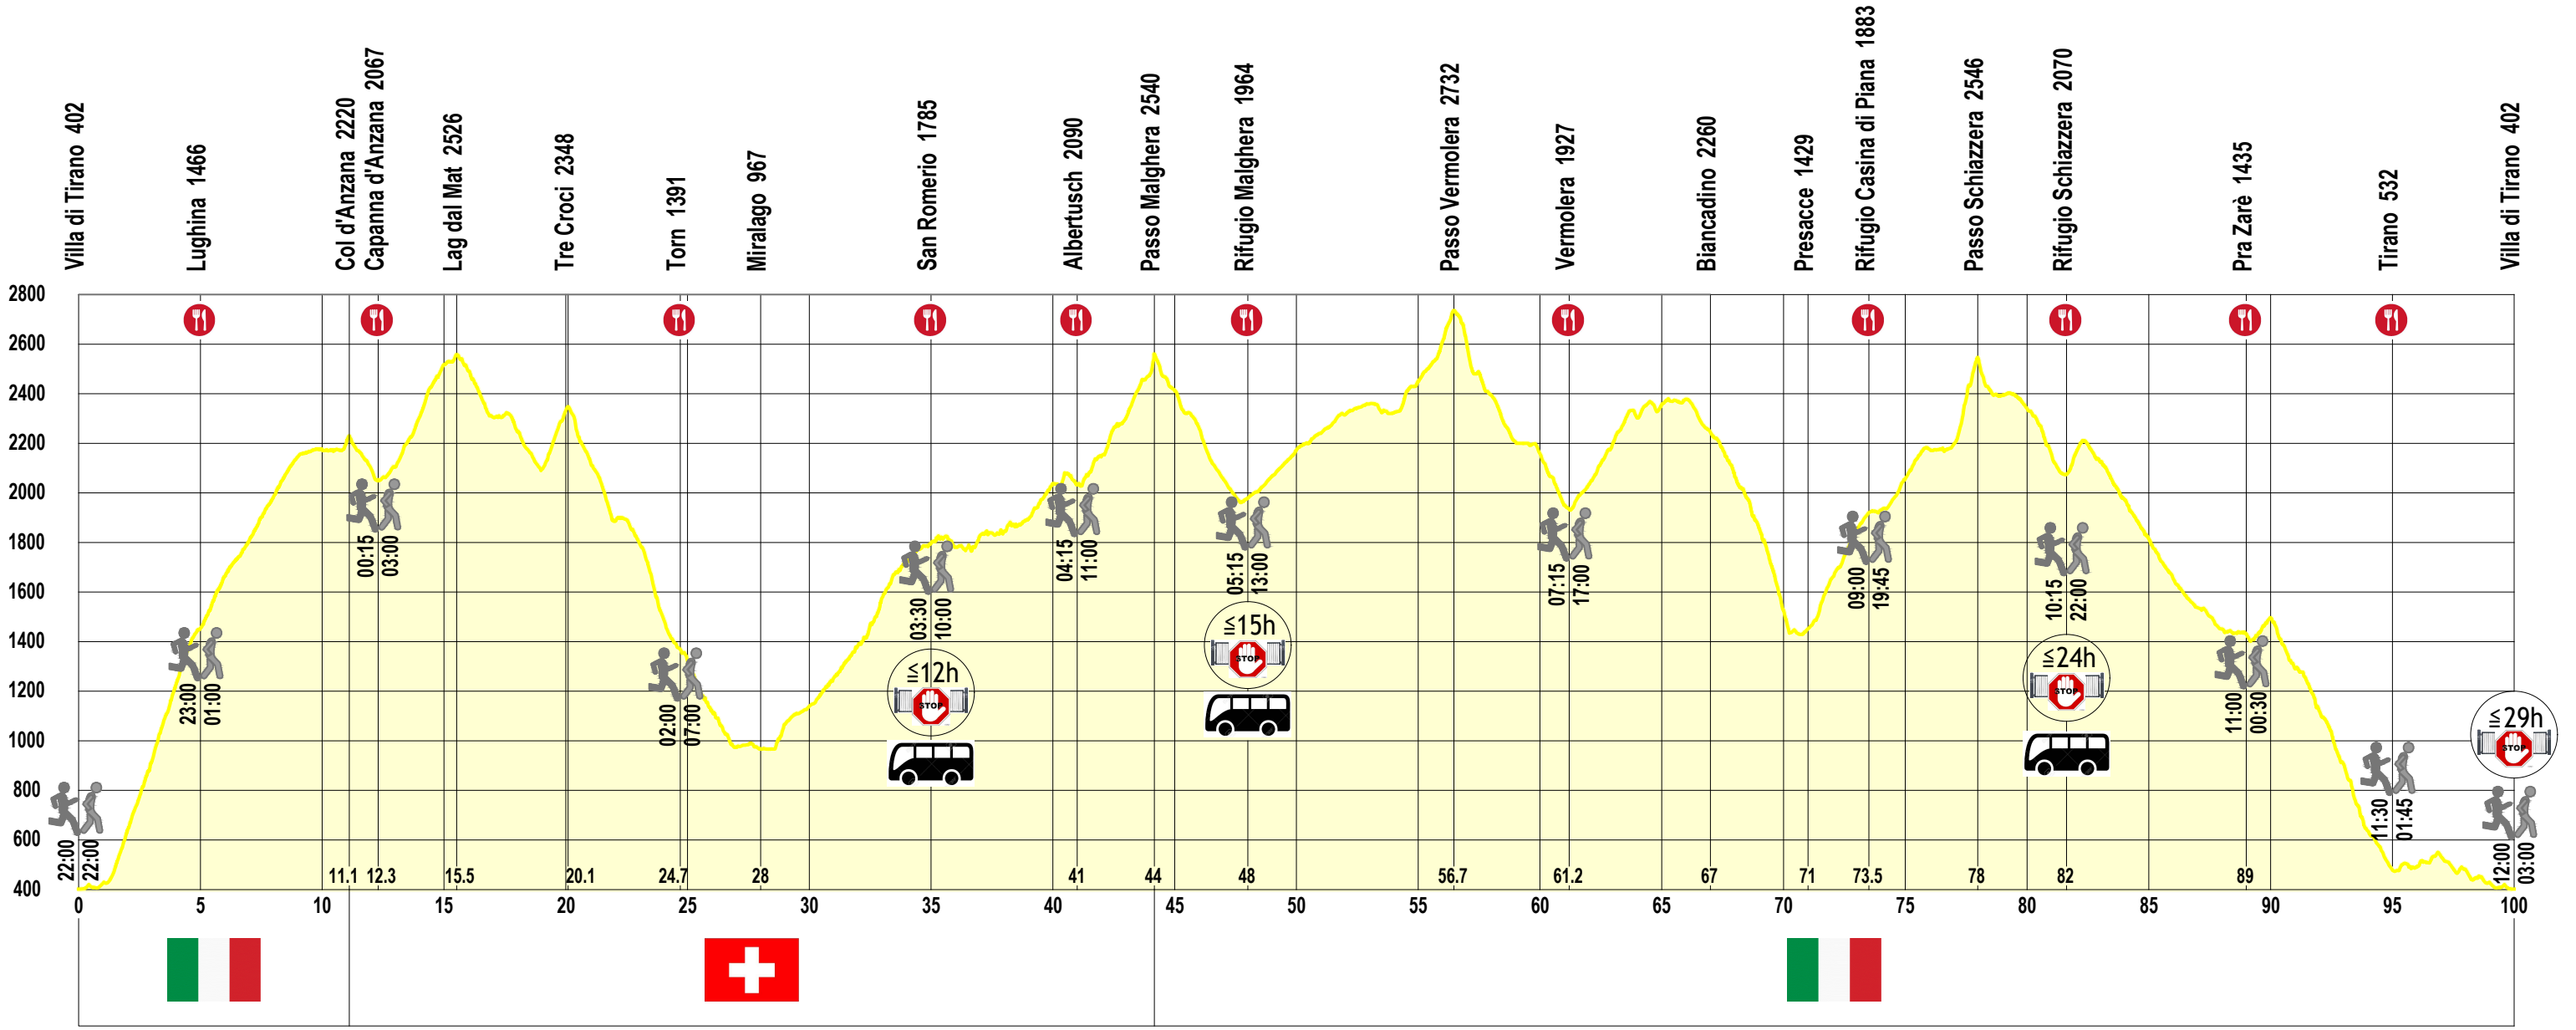 Villa di Tirano 402
Lughina 1466
Col d'Anzana 2220
Capanna d'Anzana 2067
Lag dal Mat 2526
Tre Croci 2348
Torn 1391
Miralago 967
San Romerio 1785
Albertusch 2090
Passo Malghera 2540
Rifugio Malghera 1964
Passo Vermolera 2732
Vermolera 1927
Biancadino 2260
Presacce 1429
Rifugio Casina di Piana 1883
Passo Schiazzera 2546
Rifugio Schiazzera 2070
Pra Zarè 1435
Tirano 532
Villa di Tirano 402
2800
2600
2400
2200
2000
1800
1600
1400
1200
1000
800
600
400
22:00
22:00
23:00
01:00
00:15
03:00
02:00
07:00
03:30
10:00
≤12h
STOP
04:15
11:00
05:15
13:00
≤15h
STOP
07:15
17:00
09:00
19:45
10:15
22:00
≤24h
STOP
11:00
00:30
11:30
01:45
≤29h
STOP
12:00
03:00
11.1 12.3 15.5 20.1 24.7 28 41 44 48 56.7 61.2 67 71 73.5 78 82 89
0 5 10 15 20 25 30 35 40 45 50 55 60 65 70 75 80 85 90 95 100